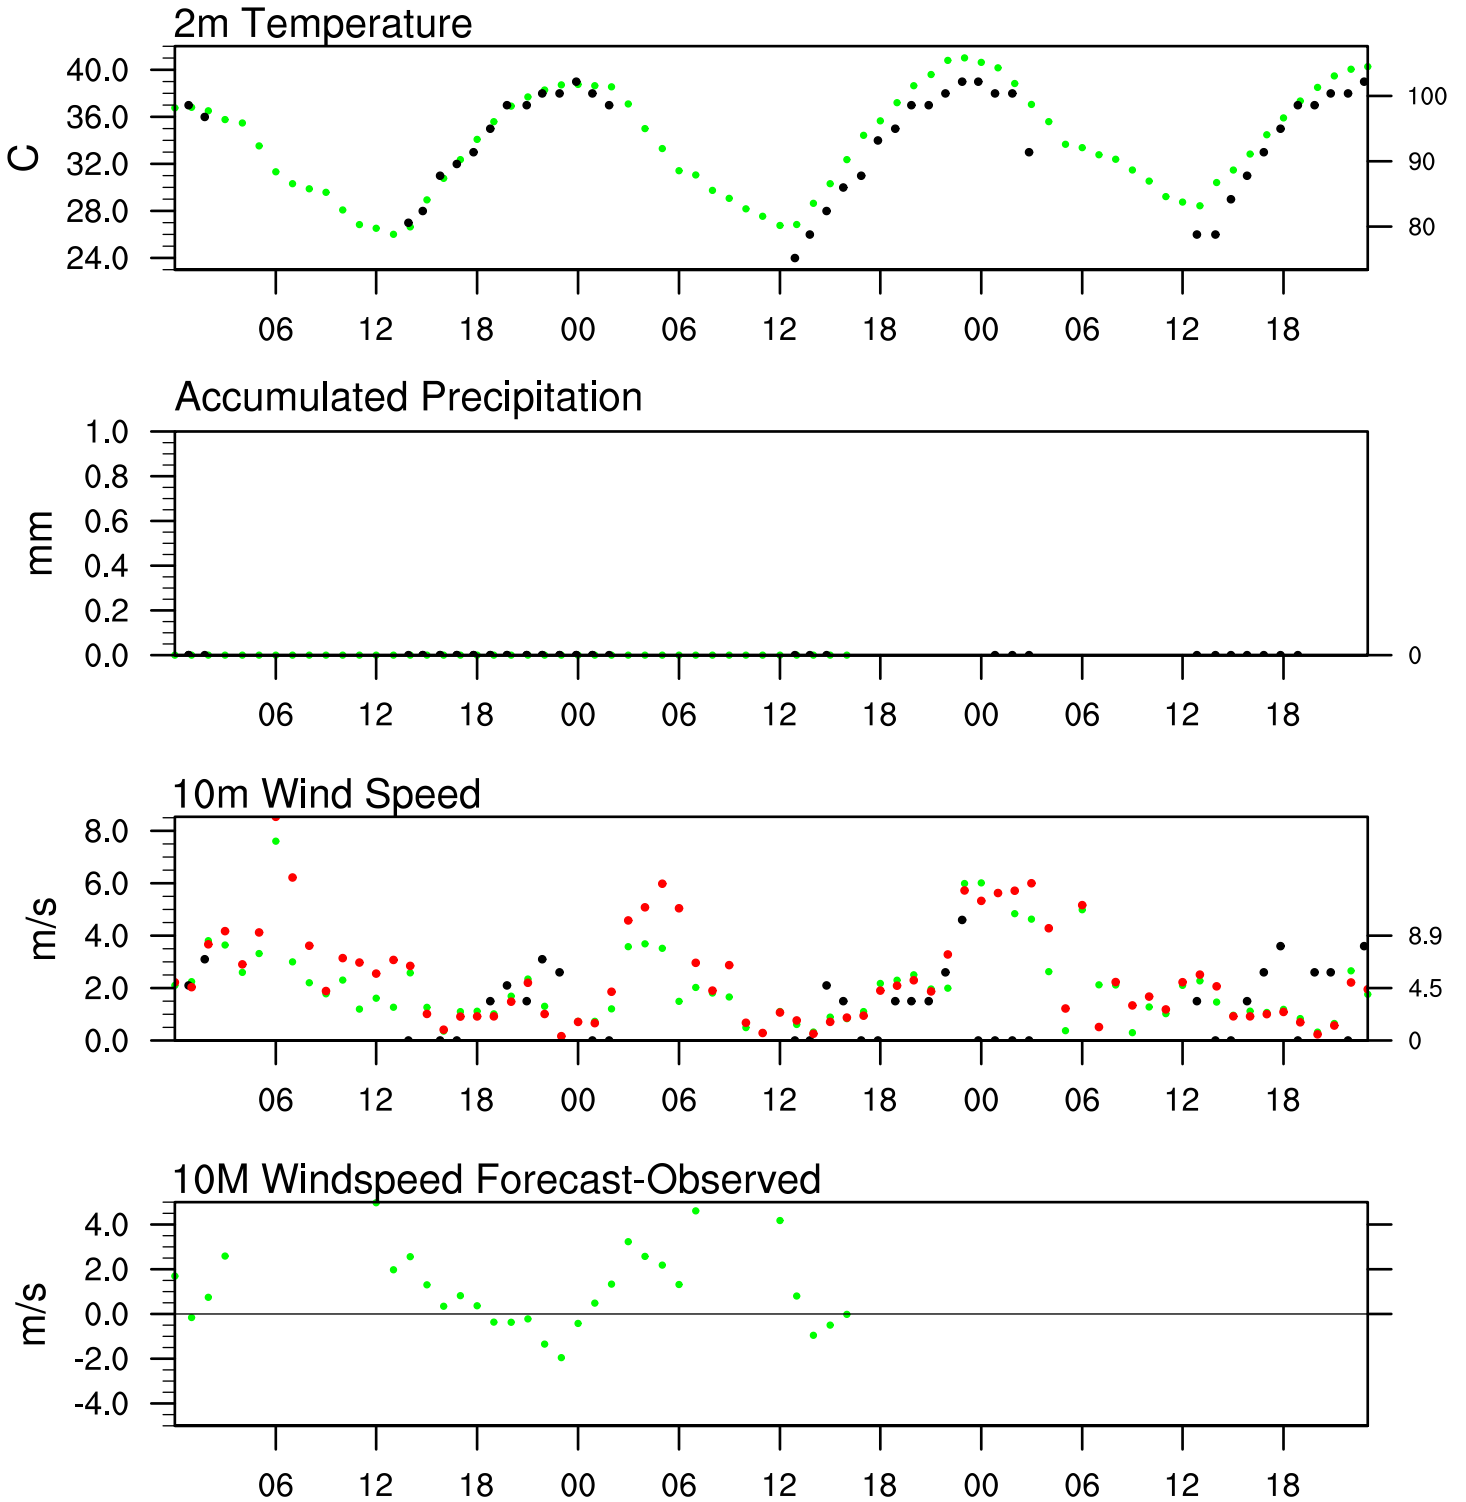 2m Temperature
40.0
36.0
32.0
28.0
24.0
C
100
90
80
06 12 18 00 06 12 18 00 06 12 18
Accumulated Precipitation
1.0
0.8
0.6
0.4
0.2
0.0
mm
0
06 12 18 00 06 12 18 00 06 12 18
10m Wind Speed
8.0
6.0
4.0
2.0
0.0
m/s
8.9
4.5
0
06 12 18 00 06 12 18 00 06 12 18
10M Windspeed Forecast-Observed
4.0
2.0
0.0
-2.0
-4.0
m/s
06 12 18 00 06 12 18 00 06 12 18